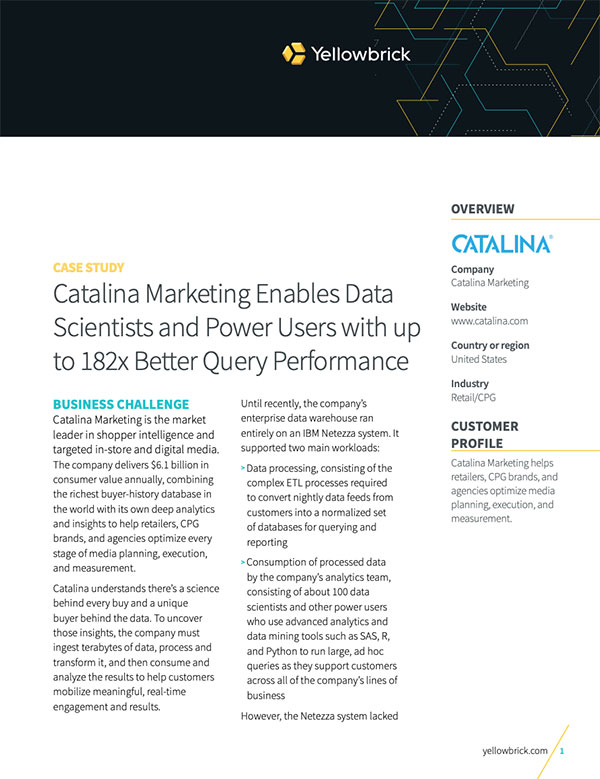 Yellowbrick
CASE STUDY
Catalina Marketing Enables Data
Scientists and Power Users with up
to 182x Better Query Performance
BUSINESS CHALLENGE
Catalina Marketing is the market
leader in shopper intelligence and
targeted in-store and digital media.
The company delivers $6.1 billion in
consumer value annually, combining
the richest buyer-history database in
the world with its own deep analytics
and insights to help retailers, CPG
brands, and agencies optimize every
stage of media planning, execution,
and measurement.
Catalina understands there’s a science
behind every buy and a unique
buyer behind the data. To uncover
those insights, the company must
ingest terabytes of data, process and
transform it, and then consume and
analyze the results to help customers
mobilize meaningful, real-time
engagement and results.
Until recently, the company’s
enterprise data warehouse ran
entirely on an IBM Netezza system. It
supported two main workloads:
> Data processing, consisting of the
complex ETL processes required
to convert nightly data feeds from
customers into a normalized set
of databases for querying and
reporting
> Consumption of processed data
by the company’s analytics team,
consisting of about 100 data
scientists and other power users
who use advanced analytics and
data mining tools such as SAS, R,
and Python to run large, ad hoc
queries as they support customers
across all of the company’s lines of
business
However, the Netezza system lacked
OVERVIEW
CATALINA®
Company
Catalina Marketing
Website
www.catalina.com
Country or region
United States
Industry
Retail/CPG
CUSTOMER
PROFILE
Catalina Marketing helps
retailers, CPG brands, and
agencies optimize media
planning, execution, and
measurement.
yellowbrick.com / 1